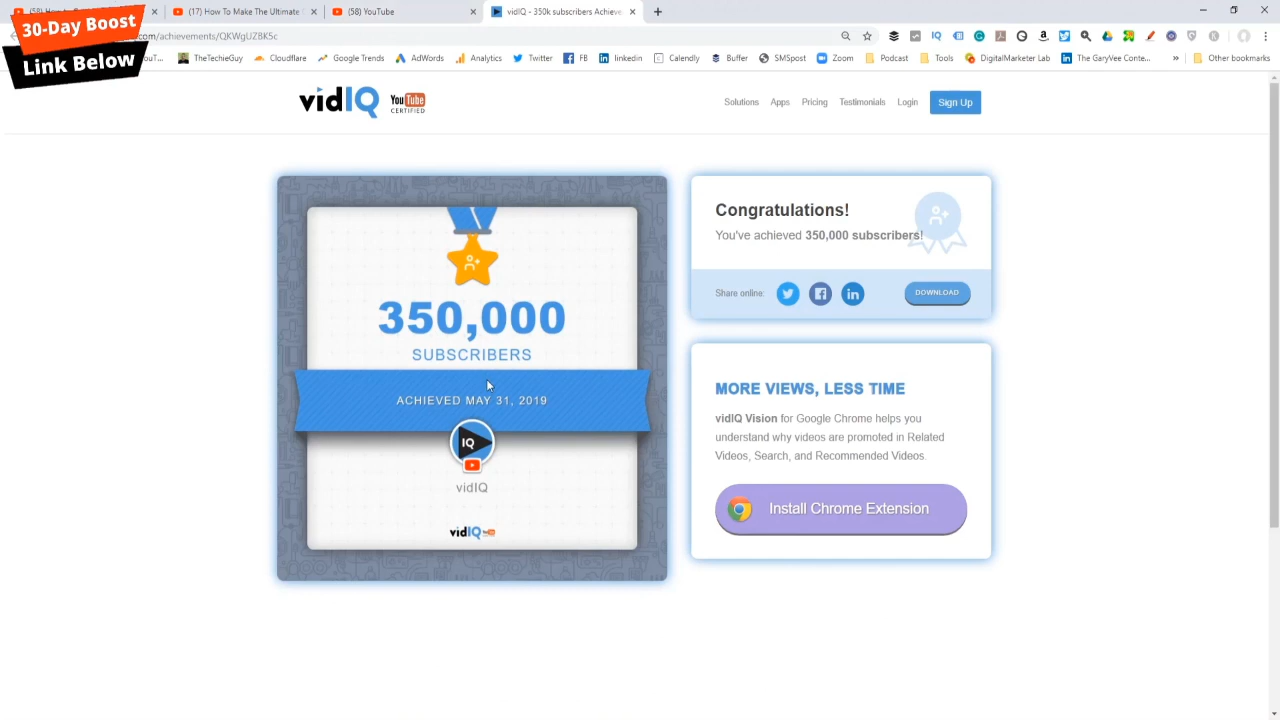 30-Day Boost
Link Below
(17) How To Make The Ultimate
(58) YouTube
vidIQ - 350k subscribers Achieve
.com/achievements/QKWgUZBK5c
YouT...
TheTechieGuy
Cloudflare
Google Trends
AdWords
Analytics
Twitter
FB
linkedin
Calendly
Buffer
SMSpost
Zoom
Podcast
Tools
DigitalMarketer Lab
The GaryVee Conte...
»
Other bookmarks
vidIQ
YouTube
CERTIFIED
Solutions
Apps
Pricing
Testimonials
Login
Sign Up
350,000
SUBSCRIBERS
ACHIEVED MAY 31, 2019
IQ
vidIQ
vidIQ
Congratulations!
You've achieved 350,000 subscribers!
Share online:
DOWNLOAD
MORE VIEWS, LESS TIME
vidIQ Vision for Google Chrome helps you
understand why videos are promoted in Related
Videos, Search, and Recommended Videos.
Install Chrome Extension